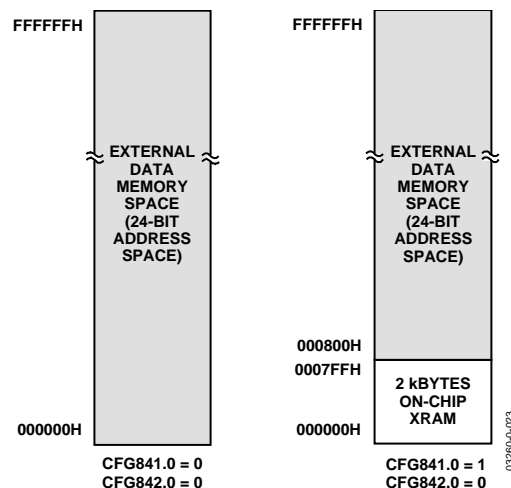 FFFFFFH
EXTERNAL
DATA
MEMORY
SPACE
(24-BIT
ADDRESS
SPACE)
000000H
CFG841.0 = 0
CFG842.0 = 0
FFFFFFH
EXTERNAL
DATA
MEMORY
SPACE
(24-BIT
ADDRESS
SPACE)
000800H
0007FFH
2 kBYTES
ON-CHIP
XRAM
000000H
CFG841.0 = 1
CFG842.0 = 0
03260-0-023